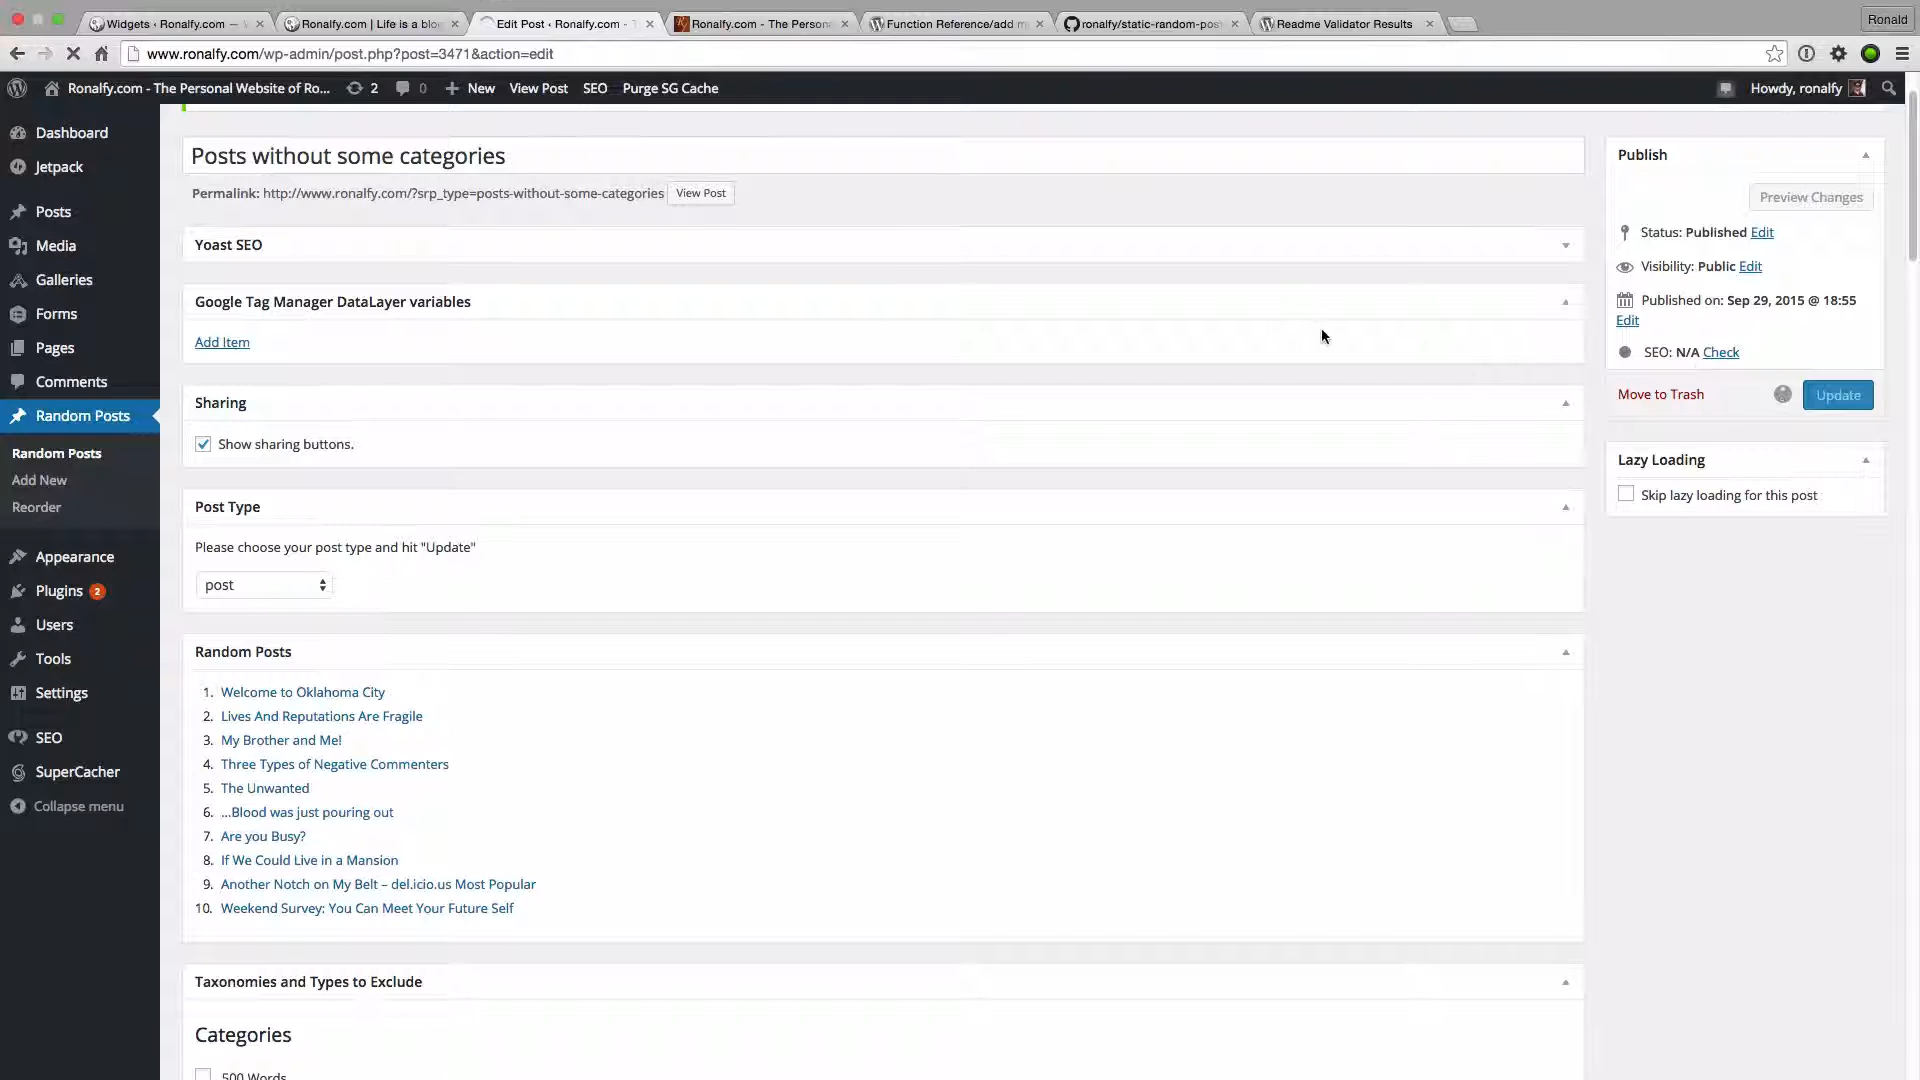 Widgets ‹ Ronalfy.com —
Ronalfy.com | Life is a blo
Edit Post ‹ Ronalfy.com -
Ronalfy.com - The Persona
Function Reference/add m
ronalfy/static-random-pos
Readme Validator Results
Ronald
www.ronalfy.com/wp-admin/post.php?post=3471&action=edit
Ronalfy.com - The Personal Website of Ro...
2
0
New
View Post
SEO
Purge SG Cache
Howdy, ronalfy
Dashboard
Jetpack
Posts
Media
Galleries
Forms
Pages
Comments
Random Posts
Random Posts
Add New
Reorder
Appearance
Plugins 2
Users
Tools
Settings
SEO
SuperCacher
Collapse menu
Posts without some categories
Permalink: http://www.ronalfy.com/?srp_type=posts-without-some-categories View Post
Yoast SEO
Google Tag Manager DataLayer variables
Add Item
Sharing
Show sharing buttons.
Post Type
Please choose your post type and hit "Update"
post
Random Posts
1. Welcome to Oklahoma City
2. Lives And Reputations Are Fragile
3. My Brother and Me!
4. Three Types of Negative Commenters
5. The Unwanted
6. ...Blood was just pouring out
7. Are you Busy?
8. If We Could Live in a Mansion
9. Another Notch on My Belt – del.icio.us Most Popular
10. Weekend Survey: You Can Meet Your Future Self
Taxonomies and Types to Exclude
Categories
500 Words
Publish
Preview Changes
Status: Published Edit
Visibility: Public Edit
Published on: Sep 29, 2015 @ 18:55
Edit
SEO: N/A Check
Move to Trash
Update
Lazy Loading
Skip lazy loading for this post